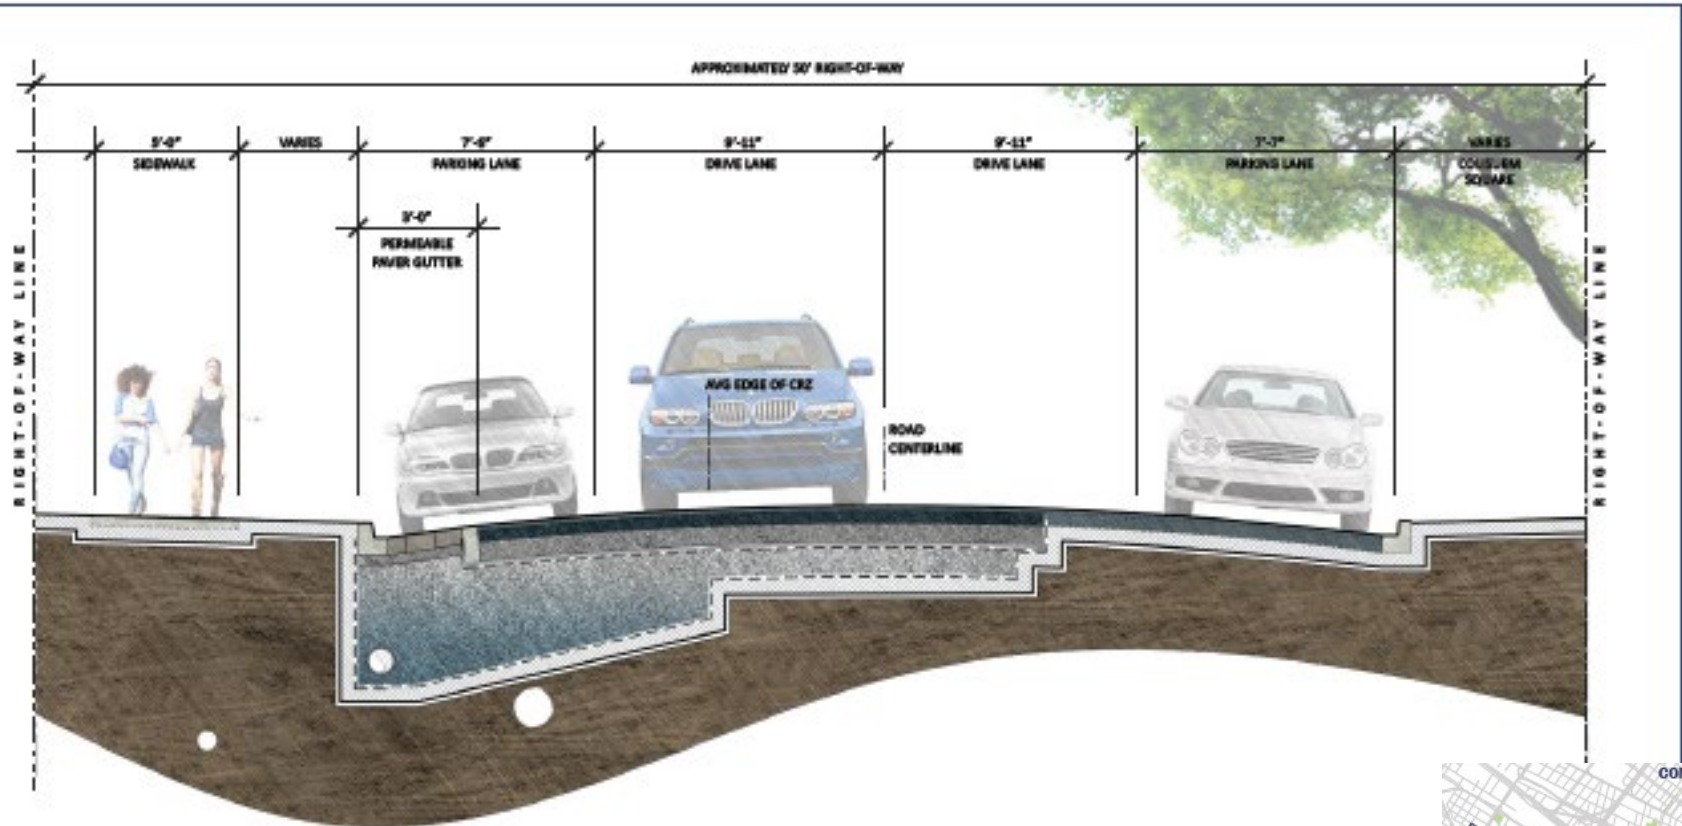 APPROXIMATELY 50' RIGHT-OF-WAY
5'-0"
VARIES
7'-6"
9'-11"
9'-11"
7'-7"
VARIES
SIDEWALK
PARKING LANE
DRIVE LANE
DRIVE LANE
PARKING LANE
COLISUEM
SQUARE
3'-0"
PERMEABLE
PAVER GUTTER
RIGHT-OF-WAY LINE
RIGHT-OF-WAY LINE
AVG EDGE OF CRZ
ROAD
CENTERLINE